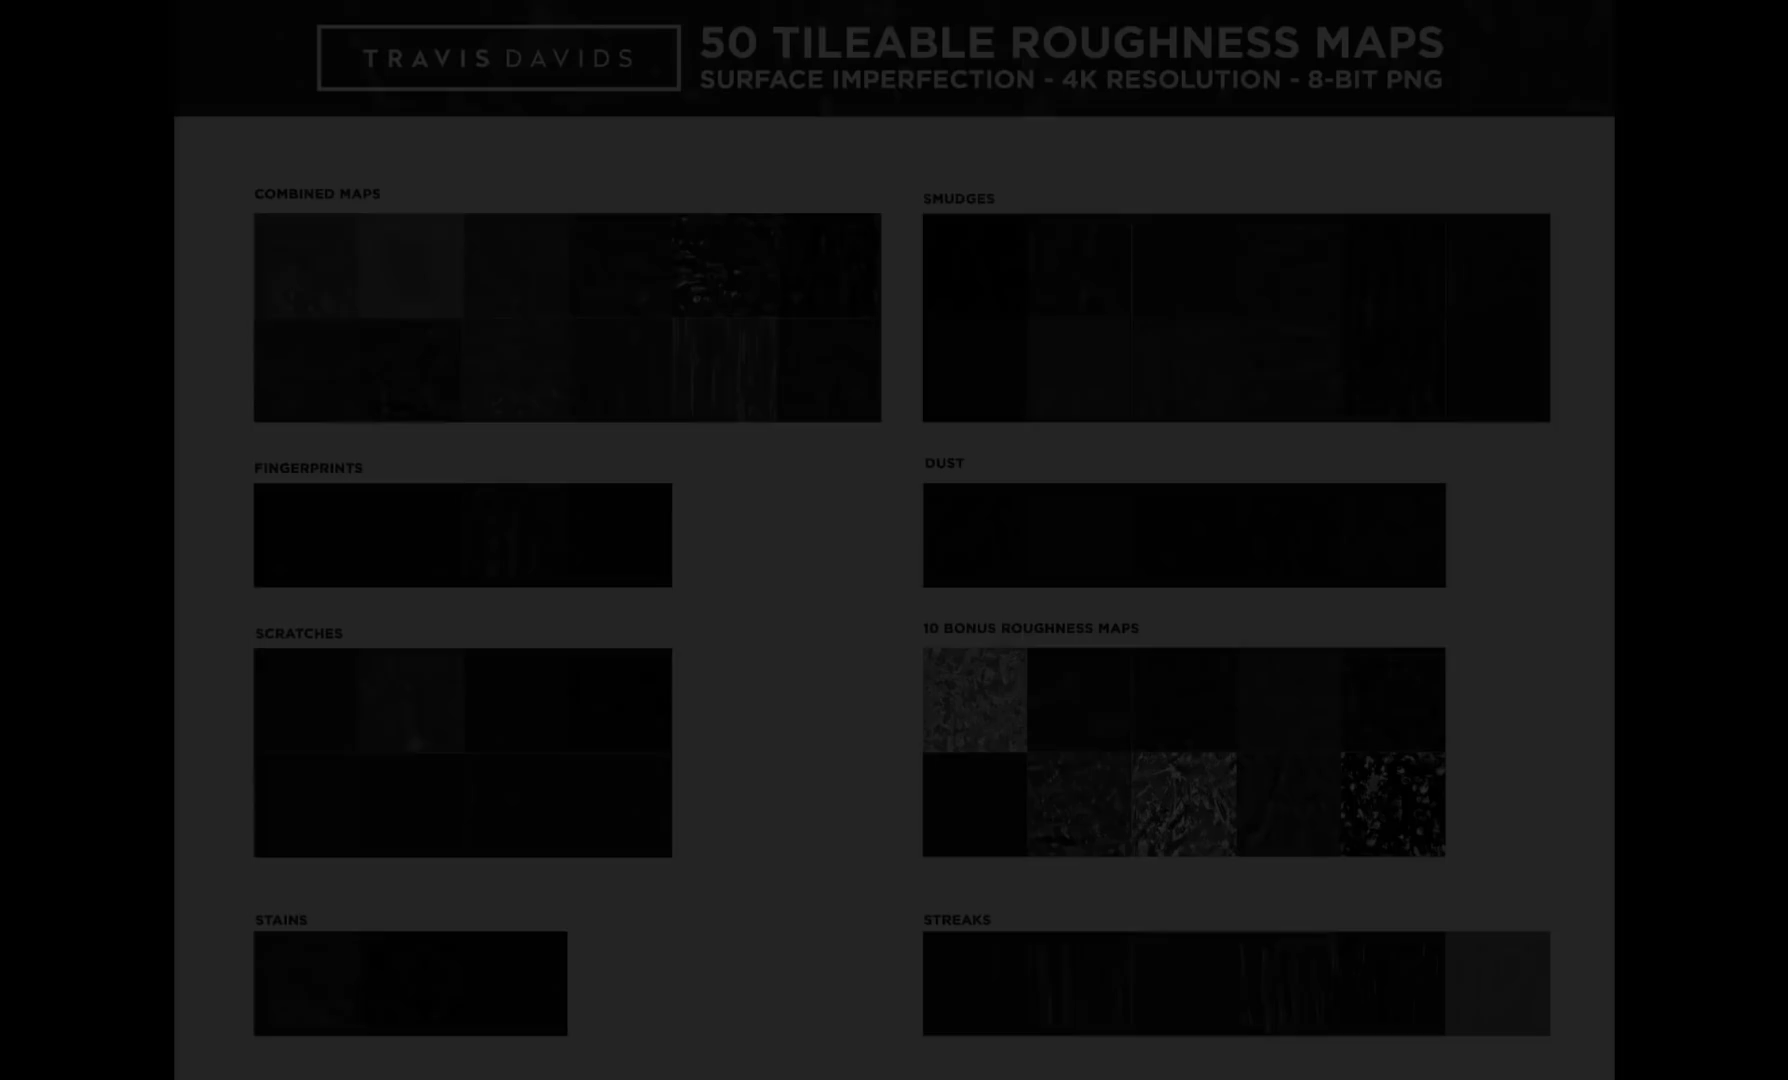 TRAVIS DAVIDS
50 TILEABLE ROUGHNESS MAPS
SURFACE IMPERFECTION - 4K RESOLUTION - 8-BIT PNG
COMBINED MAPS
SMUDGES
FINGERPRINTS
DUST
SCRATCHES
10 BONUS ROUGHNESS MAPS
STAINS
STREAKS